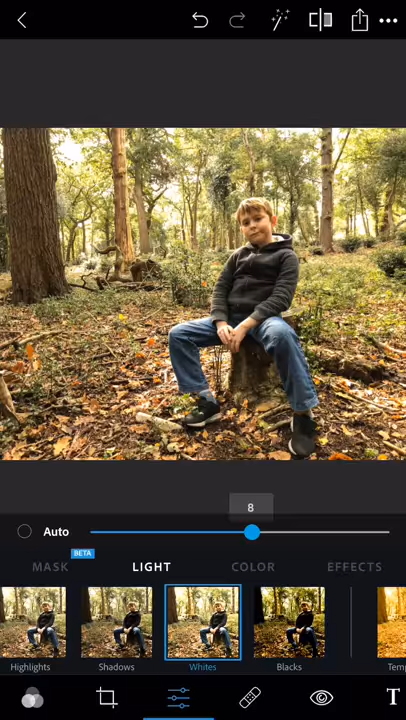 8
Auto
BETA
MASK LIGHT COLOR EFFECTS
Highlights Shadows Whites Blacks Temp
T